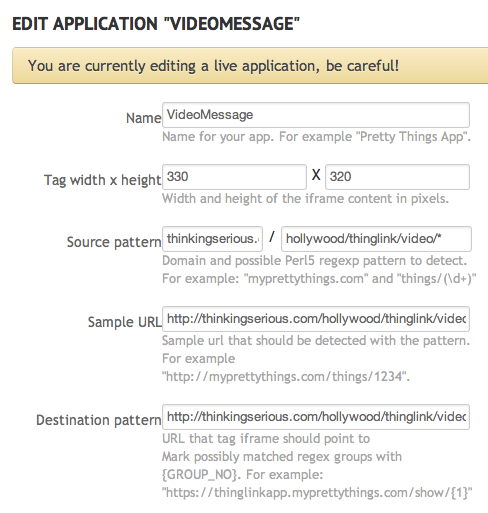 EDIT APPLICATION "VIDEOMESSAGE"
You are currently editing a live application, be careful!
Name VideoMessage
Name for your app. For example "Pretty Things App".
Tag width x height 330 X 320
Width and height of the iframe content in pixels.
Source pattern thinkingserious. / hollywood/thinglink/video/*
Domain and possible Perl5 regexp pattern to detect.
For example: "myprettythings.com" and "things/(\d+)"
Sample URL http://thinkingserious.com/hollywood/thinglink/videc
Sample url that should be detected with the pattern.
For example
"http://myprettythings.com/things/1234".
Destination pattern http://thinkingserious.com/hollywood/thinglink/videc
URL that tag iframe should point to
Mark possibly matched regex groups with
{GROUP_NO}. For example:
"https://thinglinkapp.myprettythings.com/show/{1}"